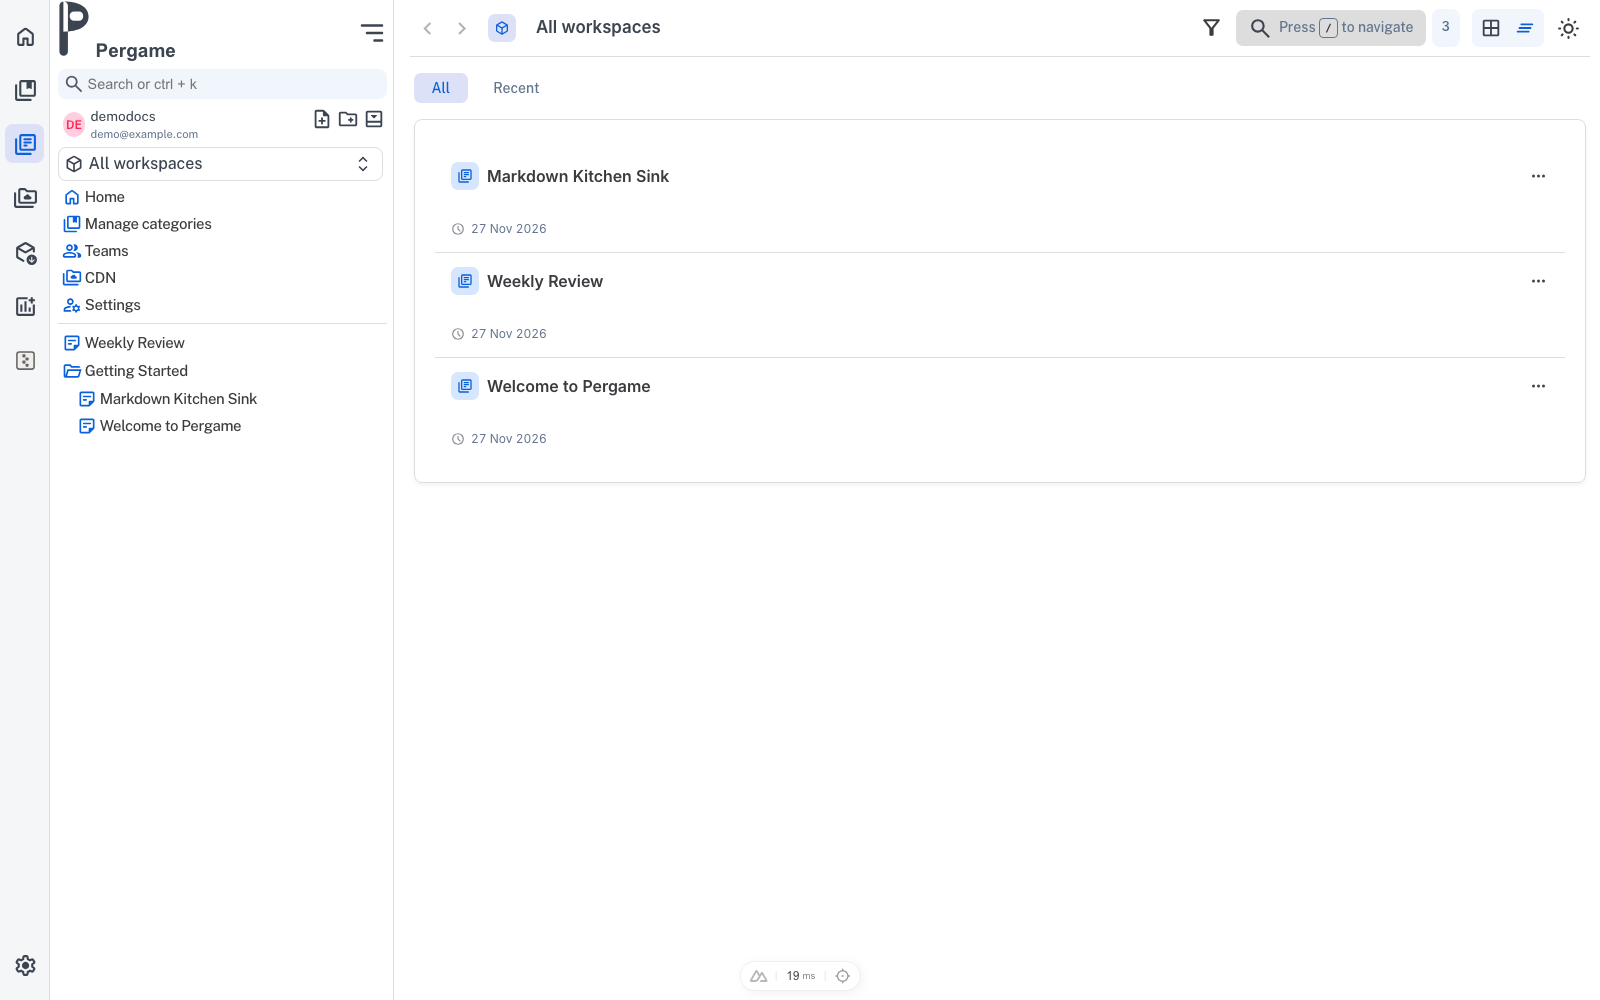 Pergame
Search or ctrl + k
DE
demodocs
demo@example.com
All workspaces
Home
Manage categories
Teams
CDN
Settings
Weekly Review
Getting Started
Markdown Kitchen Sink
Welcome to Pergame
All workspaces
Press / to navigate
3
All Recent
Markdown Kitchen Sink
27 Nov 2026
Weekly Review
27 Nov 2026
Welcome to Pergame
27 Nov 2026
19 ms